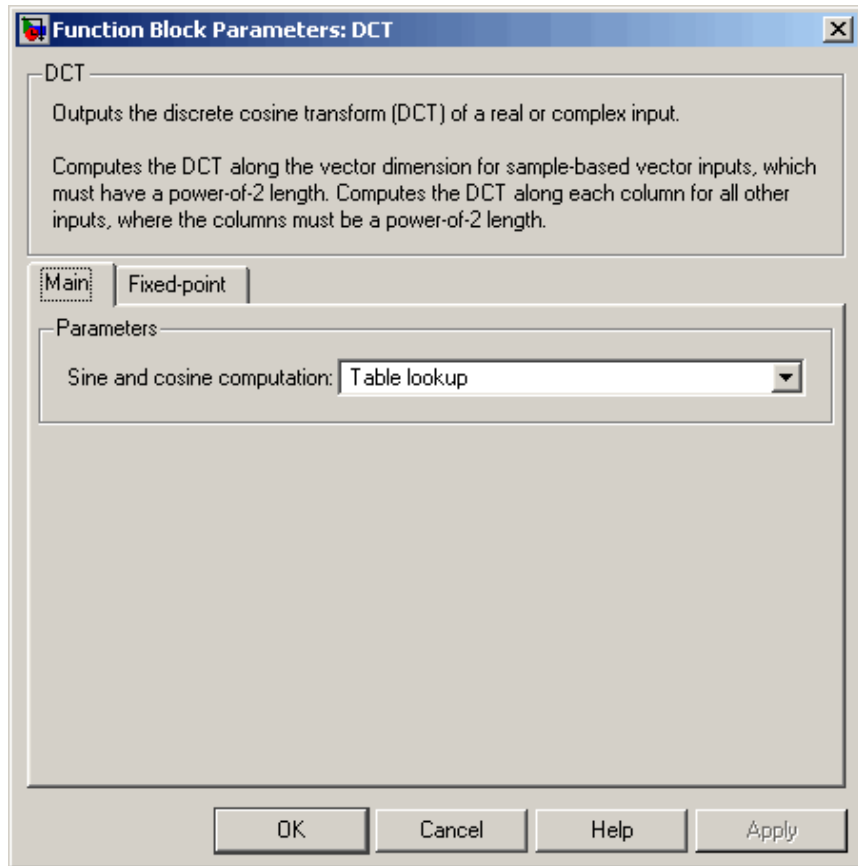 Function Block Parameters: DCT
DCT
Outputs the discrete cosine transform (DCT) of a real or complex input.
Computes the DCT along the vector dimension for sample-based vector inputs, which
must have a power-of-2 length. Computes the DCT along each column for all other
inputs, where the columns must be a power-of-2 length.
Main Fixed-point
Parameters
Sine and cosine computation: Table lookup
OK Cancel Help Apply